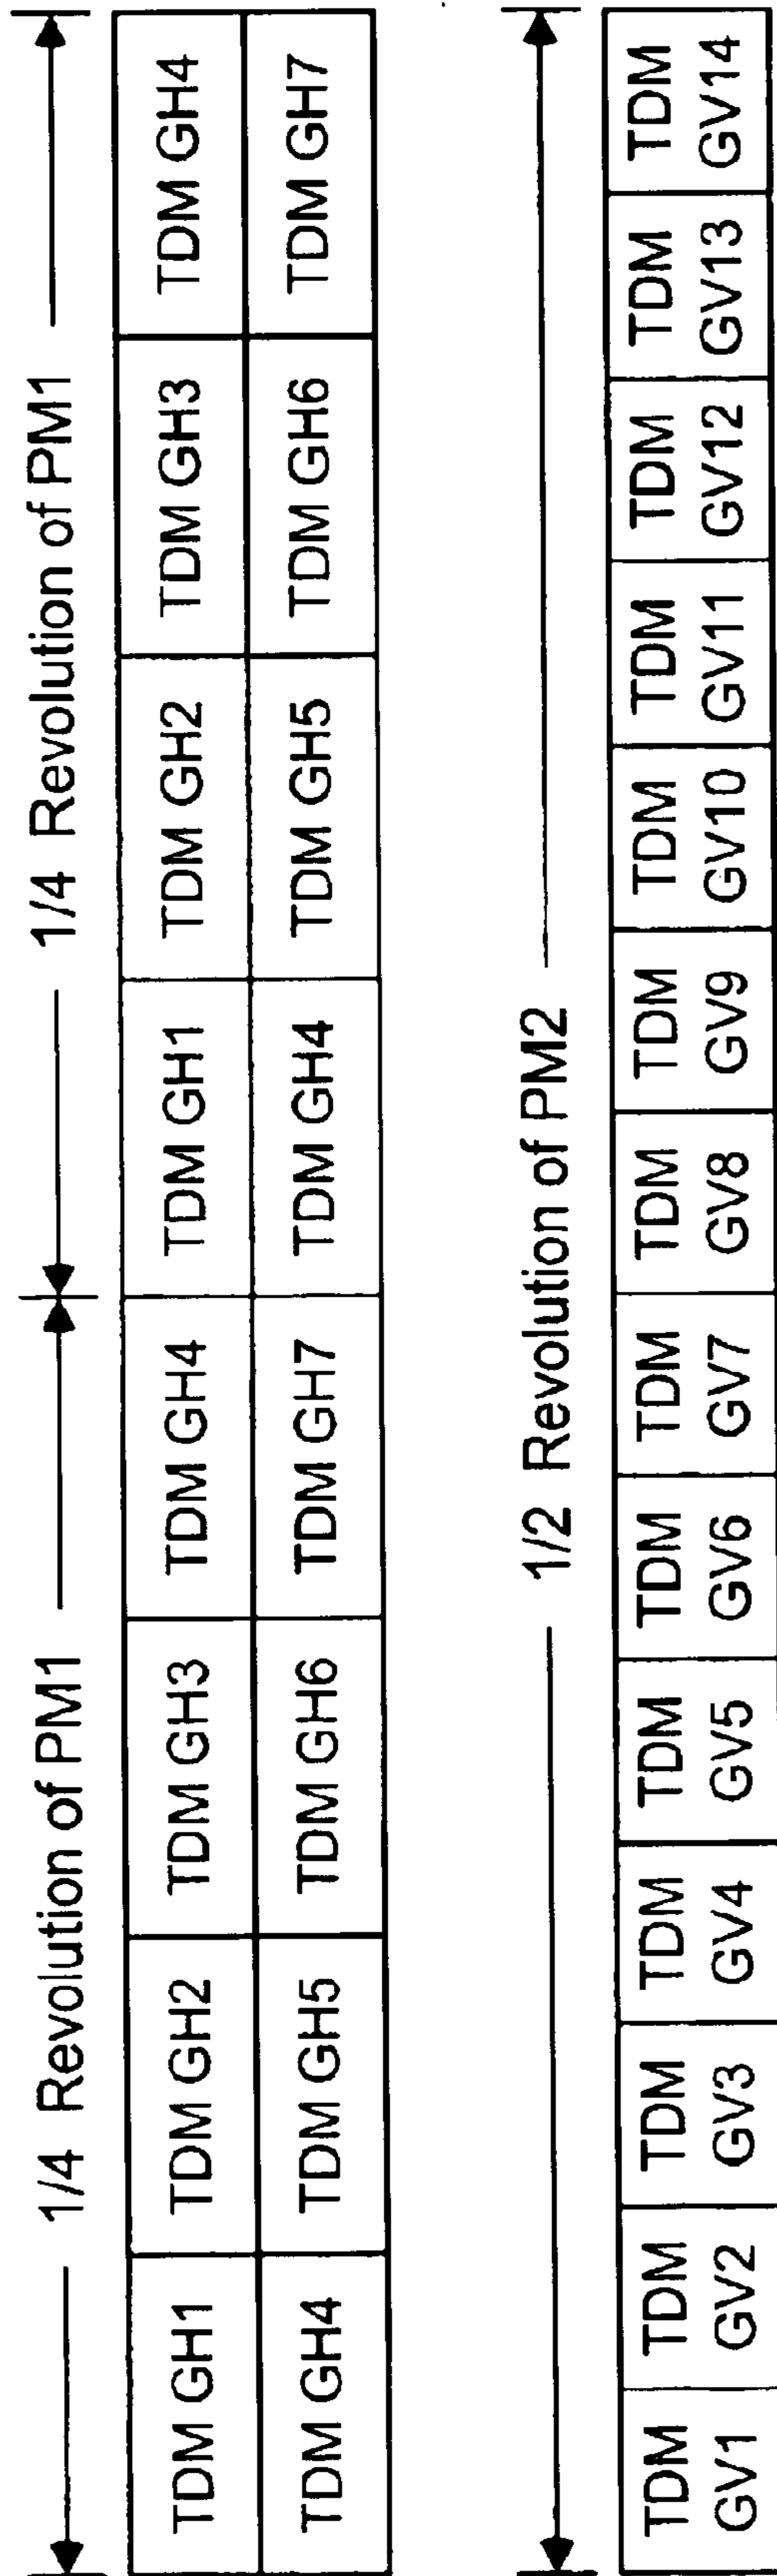 1/4 Revolution of PM1 1/4 Revolution of PM1
TDM GH1 TDM GH2 TDM GH3 TDM GH4 TDM GH1 TDM GH2 TDM GH3 TDM GH4
TDM GH4 TDM GH5 TDM GH6 TDM GH7 TDM GH4 TDM GH5 TDM GH6 TDM GH7
1/2 Revolution of PM2
TDM TDM TDM TDM TDM TDM TDM TDM TDM TDM TDM TDM TDM TDM
GV1 GV2 GV3 GV4 GV5 GV6 GV7 GV8 GV9 GV10 GV11 GV12 GV13 GV14